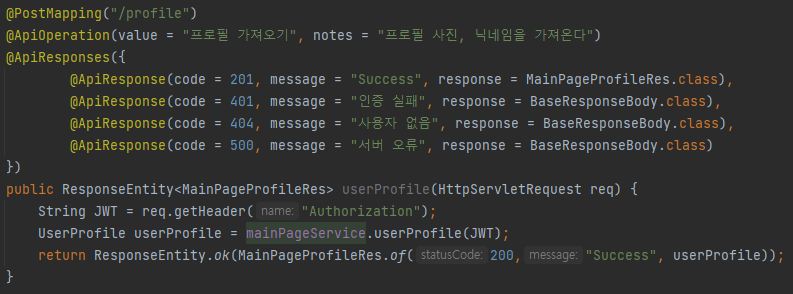 @PostMapping("/profile")
@ApiOperation(value = "프로필 가져오기", notes = "프로필 사진, 닉네임을 가져온다")
@ApiResponses({
        @ApiResponse(code = 201, message = "Success", response = MainPageProfileRes.class),
        @ApiResponse(code = 401, message = "인증 실패", response = BaseResponseBody.class),
        @ApiResponse(code = 404, message = "사용자 없음", response = BaseResponseBody.class),
        @ApiResponse(code = 500, message = "서버 오류", response = BaseResponseBody.class)
})
public ResponseEntity<MainPageProfileRes> userProfile(HttpServletRequest req) {
    String JWT = req.getHeader( name: "Authorization");
    UserProfile userProfile = mainPageService.userProfile(JWT);
    return ResponseEntity.ok(MainPageProfileRes.of( statusCode: 200, message: "Success", userProfile));
}